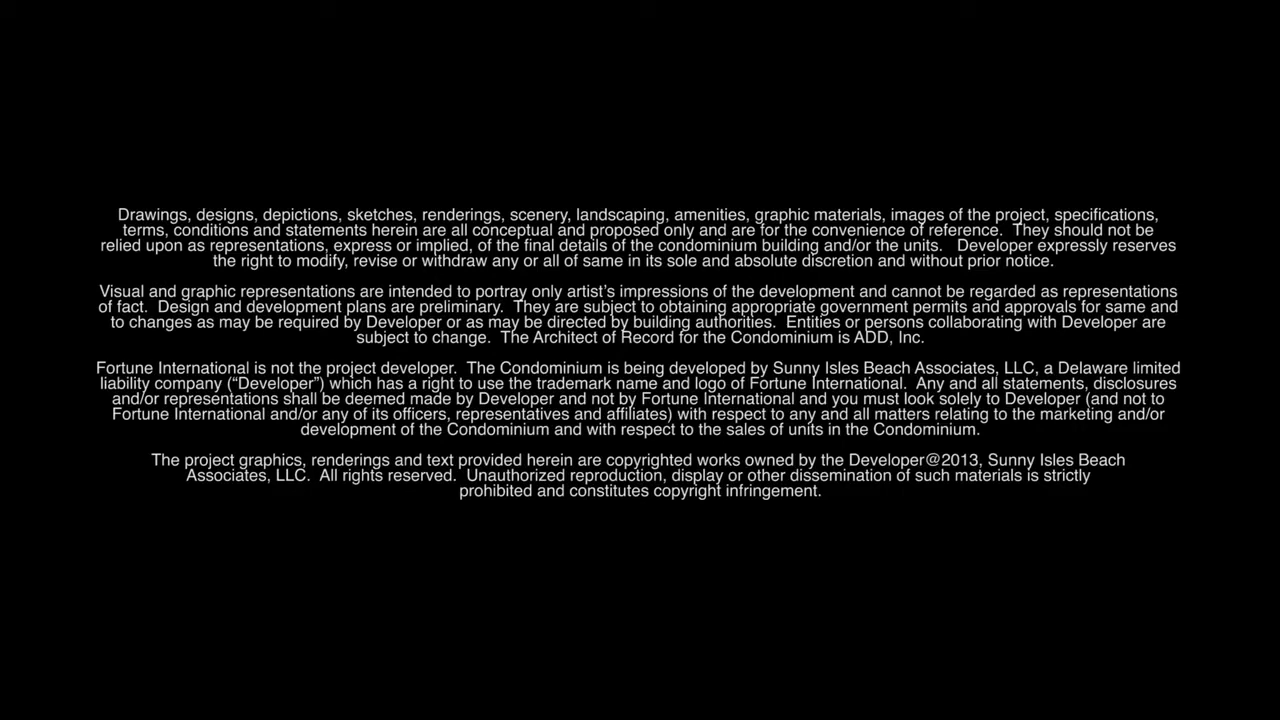 Drawings, designs, depictions, sketches, renderings, scenery, landscaping, amenities, graphic materials, images of the project, specifications,
terms, conditions and statements herein are all conceptual and proposed only and are for the convenience of reference.  They should not be
relied upon as representations, express or implied, of the final details of the condominium building and/or the units.   Developer expressly reserves
the right to modify, revise or withdraw any or all of same in its sole and absolute discretion and without prior notice.
Visual and graphic representations are intended to portray only artist’s impressions of the development and cannot be regarded as representations
of fact.  Design and development plans are preliminary.  They are subject to obtaining appropriate government permits and approvals for same and
to changes as may be required by Developer or as may be directed by building authorities.  Entities or persons collaborating with Developer are
subject to change.  The Architect of Record for the Condominium is ADD, Inc.
Fortune International is not the project developer.  The Condominium is being developed by Sunny Isles Beach Associates, LLC, a Delaware limited
liability company (“Developer”) which has a right to use the trademark name and logo of Fortune International.  Any and all statements, disclosures
and/or representations shall be deemed made by Developer and not by Fortune International and you must look solely to Developer (and not to
Fortune International and/or any of its officers, representatives and affiliates) with respect to any and all matters relating to the marketing and/or
development of the Condominium and with respect to the sales of units in the Condominium.
The project graphics, renderings and text provided herein are copyrighted works owned by the Developer@2013, Sunny Isles Beach
Associates, LLC.  All rights reserved.  Unauthorized reproduction, display or other dissemination of such materials is strictly
prohibited and constitutes copyright infringement.